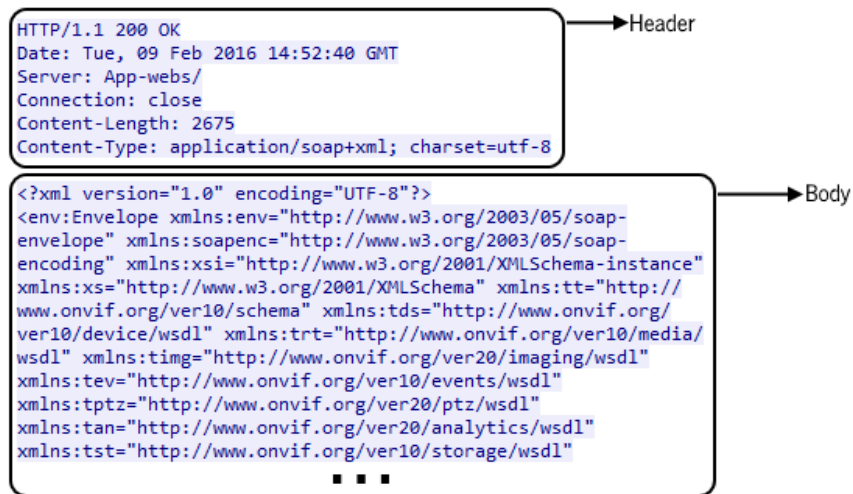 HTTP/1.1 200 OK
Header
Date: Tue, 09 Feb 2016 14:52:40 GMT
Server: App-webs/
Connection: close
Content-Length: 2675
Content-Type: application/soap+xml; charset=utf-8
<?xml version="1.0" encoding="UTF-8"?>
Body
<env:Envelope xmlns:env="http://www.w3.org/2003/05/soap-
envelope" xmlns:soapenc="http://www.w3.org/2003/05/soap-
encoding" xmlns:xsi="http://www.w3.org/2001/XMLSchema-instance"
xmlns:xs="http://www.w3.org/2001/XMLSchema" xmlns:tt="http://
www.onvif.org/ver10/schema" xmlns:tds="http://www.onvif.org/
ver10/device/wsdl" xmlns:trt="http://www.onvif.org/ver10/media/
wsdl" xmlns:timg="http://www.onvif.org/ver20/imaging/wsdl"
xmlns:tev="http://www.onvif.org/ver10/events/wsdl"
xmlns:tptz="http://www.onvif.org/ver20/ptz/wsdl"
xmlns:tan="http://www.onvif.org/ver20/analytics/wsdl"
xmlns:tst="http://www.onvif.org/ver10/storage/wsdl"
...